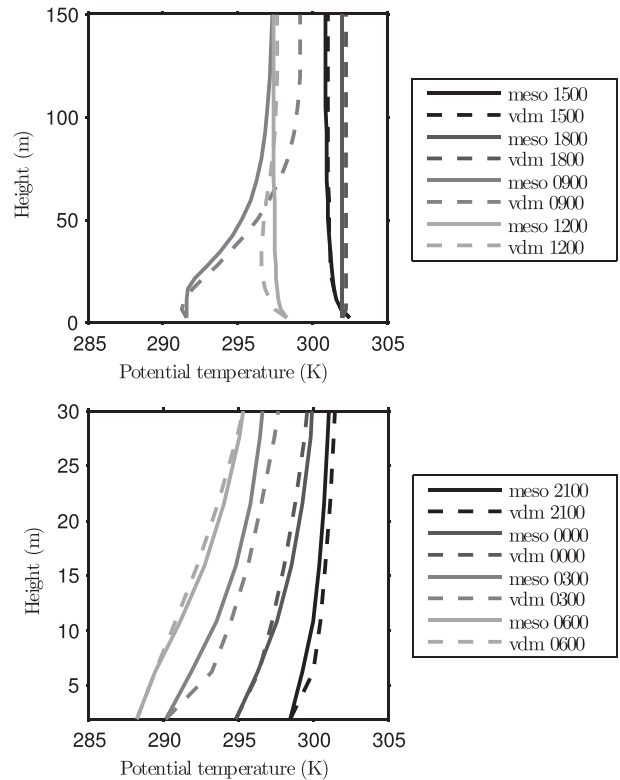 150
100
50
0
Height (m)
285
290
295
300
305
Potential temperature (K)
meso 1500
vdm 1500
meso 1800
vdm 1800
meso 0900
vdm 0900
meso 1200
vdm 1200
30
25
20
15
10
5
Height (m)
285
290
295
300
305
Potential temperature (K)
meso 2100
vdm 2100
meso 0000
vdm 0000
meso 0300
vdm 0300
meso 0600
vdm 0600